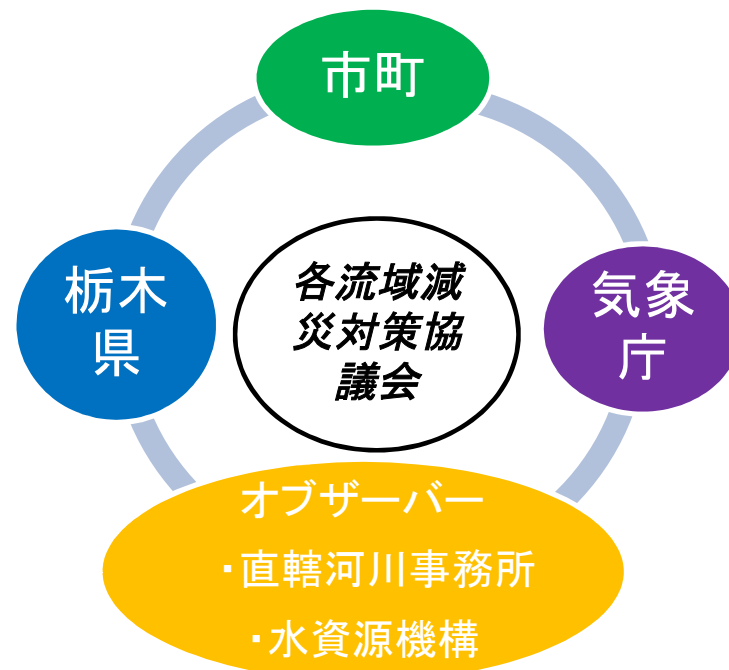 市町
栃木
県
各流域減
災対策協
議会
気象
庁
オブザーバー
・直轄河川事務所
・水資源機構